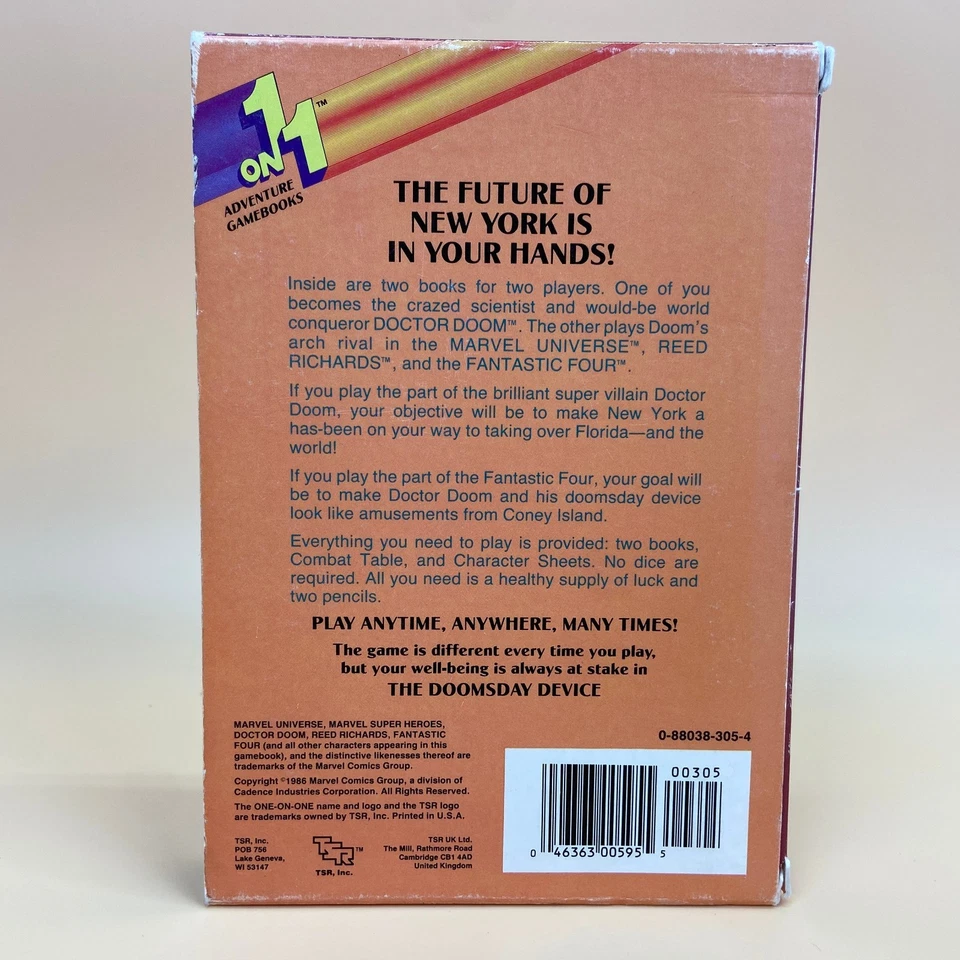 1 ON 1™
ADVENTURE
GAMEBOOKS
THE FUTURE OF
NEW YORK IS
IN YOUR HANDS!
Inside are two books for two players. One of you
becomes the crazed scientist and would-be world
conqueror DOCTOR DOOM™. The other plays Doom's
arch rival in the MARVEL UNIVERSE™, REED
RICHARDS™, and the FANTASTIC FOUR™.
If you play the part of the brilliant super villain Doctor
Doom, your objective will be to make New York a
has-been on your way to taking over Florida—and the
world!
If you play the part of the Fantastic Four, your goal will
be to make Doctor Doom and his doomsday device
look like amusements from Coney Island.
Everything you need to play is provided: two books,
Combat Table, and Character Sheets. No dice are
required. All you need is a healthy supply of luck and
two pencils.
PLAY ANYTIME, ANYWHERE, MANY TIMES!
The game is different every time you play,
but your well-being is always at stake in
THE DOOMSDAY DEVICE
MARVEL UNIVERSE, MARVEL SUPER HEROES,
DOCTOR DOOM, REED RICHARDS, FANTASTIC
FOUR (and all other characters appearing in this
gamebook), and the distinctive likenesses thereof are
trademarks of the Marvel Comics Group.
Copyright ©1986 Marvel Comics Group, a division of
Cadence Industries Corporation. All Rights Reserved.
The ONE-ON-ONE name and logo and the TSR logo
are trademarks owned by TSR, Inc. Printed in U.S.A.
TSR, Inc.
POB 756
Lake Geneva,
WI 53147
TSR™
TSR, Inc.
TSR UK Ltd.
The Mill, Rathmore Road
Cambridge CB1 4AD
United Kingdom
0-88038-305-4
00305
0 46363 00595 5